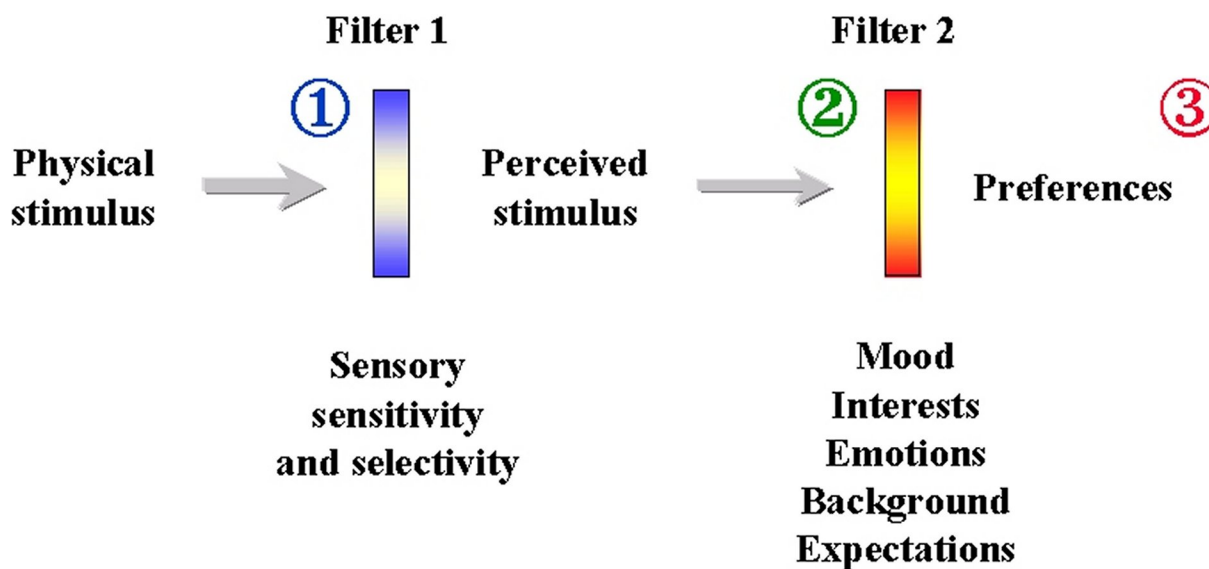 Filter 1
Filter 2
①
②
③
Physical
stimulus
Perceived
stimulus
Preferences
Sensory
sensitivity
and selectivity
Mood
Interests
Emotions
Background
Expectations